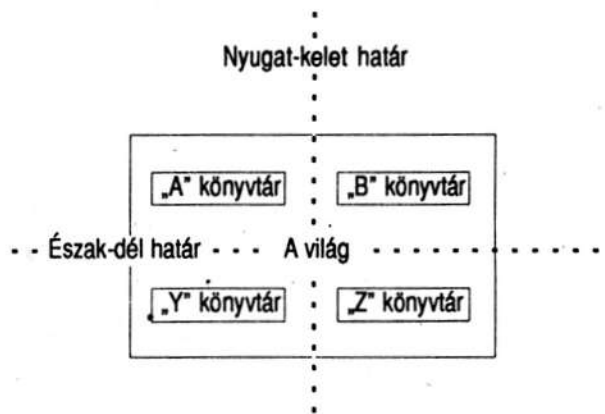 Nyugat-kelet határ
„A” könyvtár „B” könyvtár
Észak-dél határ A világ
„Y” könyvtár „Z” könyvtár